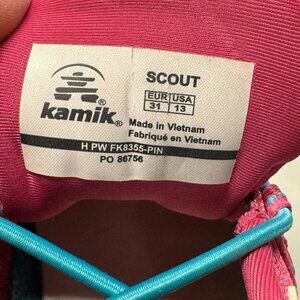 kamik
SCOUT
EUR USA
31 13
Made in Vietnam
Fabriqué en Vietnam
H PW FK8355-PIN
PO 86756